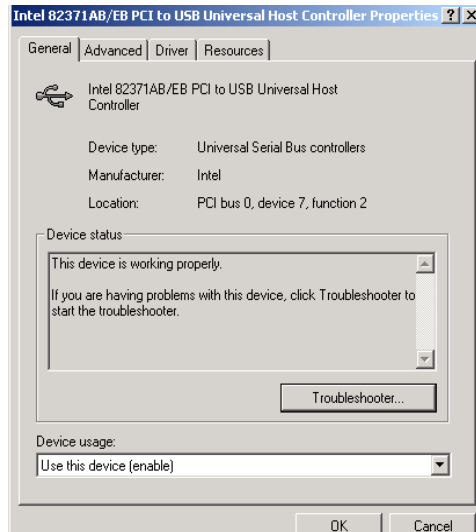 Intel 82371AB/EB PCI to USB Universal Host Controller Properties
General Advanced Driver Resources
Intel 82371AB/EB PCI to USB Universal Host
Controller
Device type: Universal Serial Bus controllers
Manufacturer: Intel
Location: PCI bus 0, device 7, function 2
Device status
This device is working properly.
If you are having problems with this device, click Troubleshooter to
start the troubleshooter.
Troubleshooter...
Device usage:
Use this device (enable)
OK Cancel